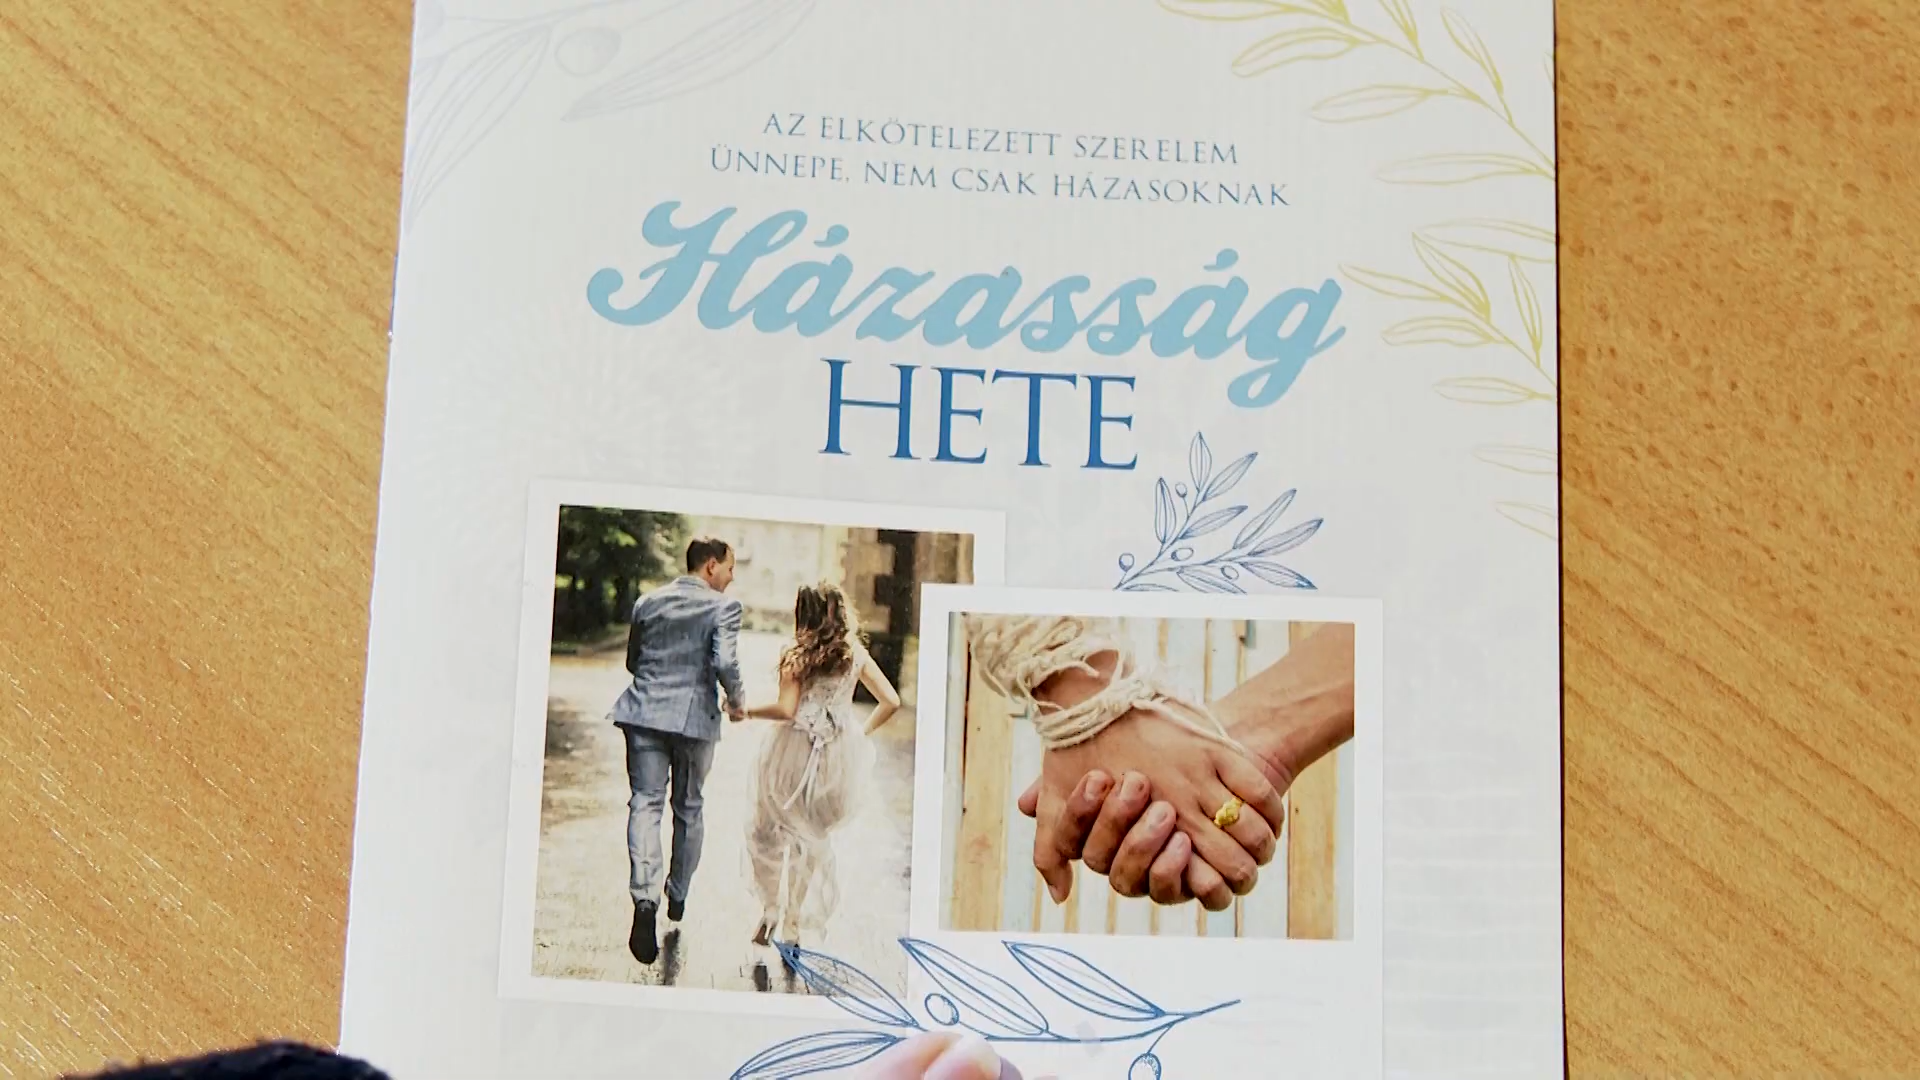 AZ ELKÖTELEZETT SZERELEM
ÜNNEPE, NEM CSAK HÁZASOKNAK
Házasság
HETE